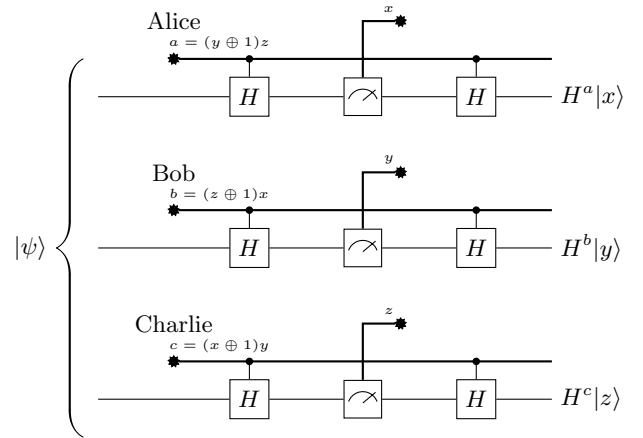 Alice
x
a = (y ⊕ 1)z
H H H^a|x⟩
Bob
y
b = (z ⊕ 1)x
|ψ⟩ H H H^b|y⟩
Charlie
z
c = (x ⊕ 1)y
H H H^c|z⟩